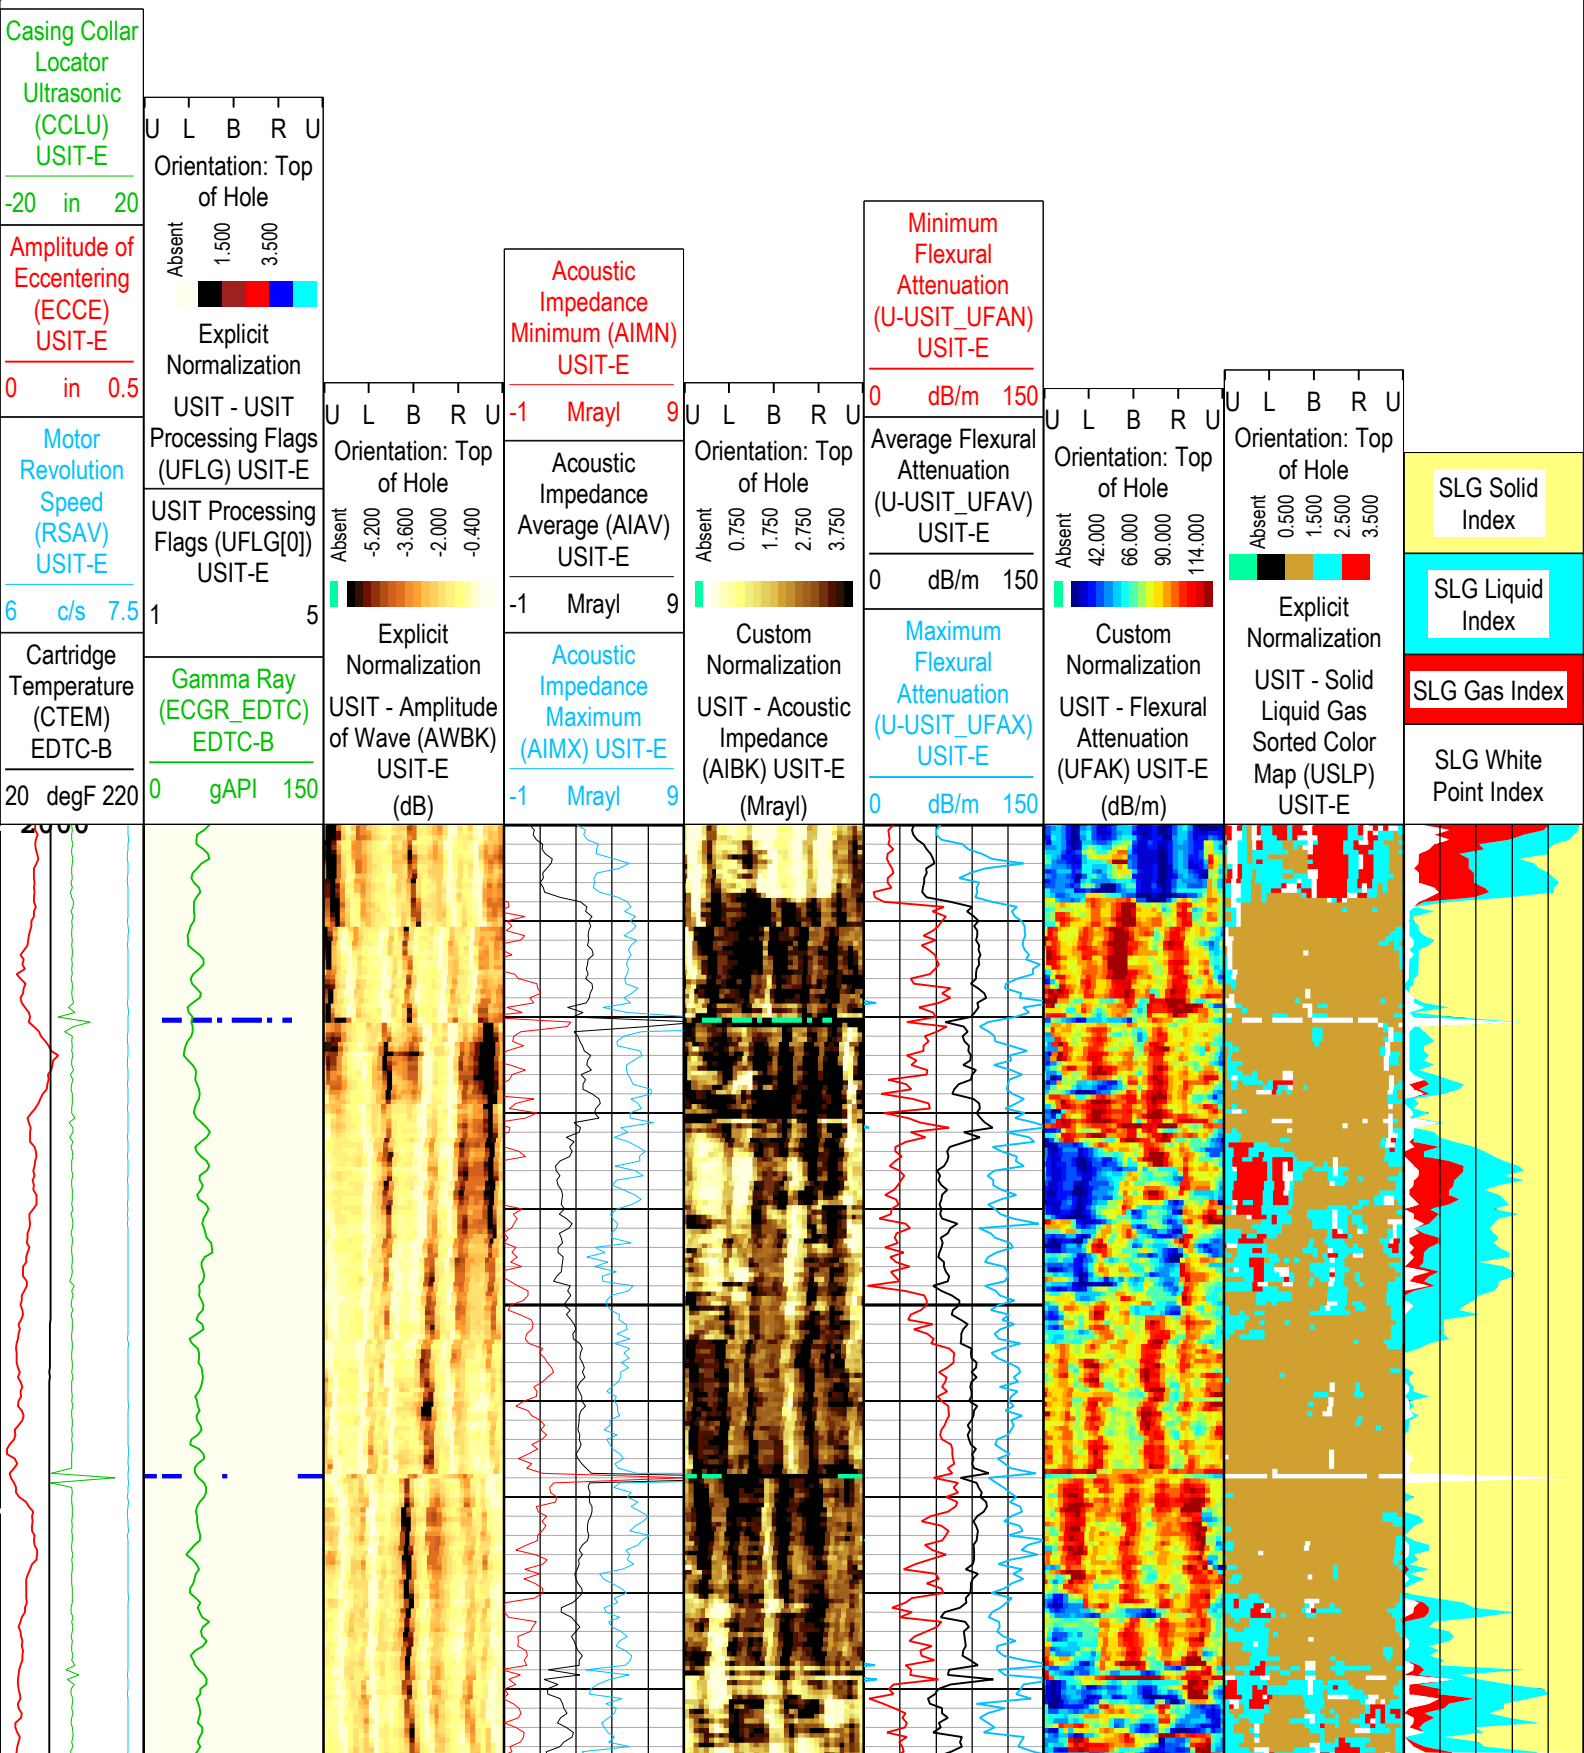 Casing Collar
Locator
Ultrasonic
(CCLU)
USIT-E
-20 in 20
Amplitude of
Eccentering
(ECCE)
USIT-E
0 in 0.5
Motor
Revolution
Speed
(RSAV)
USIT-E
6 c/s 7.5
Cartridge
Temperature
(CTEM)
EDTC-B
20 degF 220
2000
U L B R U
Orientation: Top
of Hole
Absent
1.500
3.500
Explicit
Normalization
USIT - USIT
Processing Flags
(UFLG) USIT-E
USIT Processing
Flags (UFLG[0])
USIT-E
1 5
Gamma Ray
(ECGR_EDTC)
EDTC-B
0 gAPI 150
U L B R U
Orientation: Top
of Hole
Absent
-5.200
-3.600
-2.000
-0.400
Explicit
Normalization
USIT - Amplitude
of Wave (AWBK)
USIT-E
(dB)
Acoustic
Impedance
Minimum (AIMN)
USIT-E
-1 Mrayl 9
Acoustic
Impedance
Average (AIAV)
USIT-E
-1 Mrayl 9
Acoustic
Impedance
Maximum
(AIMX) USIT-E
-1 Mrayl 9
U L B R U
Orientation: Top
of Hole
Absent
0.750
1.750
2.750
3.750
Custom
Normalization
USIT - Acoustic
Impedance
(AIBK) USIT-E
(Mrayl)
Minimum
Flexural
Attenuation
(U-USIT_UFAN)
USIT-E
0 dB/m 150
Average Flexural
Attenuation
(U-USIT_UFAV)
USIT-E
0 dB/m 150
Maximum
Flexural
Attenuation
(U-USIT_UFAX)
USIT-E
0 dB/m 150
U L B R U
Orientation: Top
of Hole
Absent
42.000
66.000
90.000
114.000
Custom
Normalization
USIT - Flexural
Attenuation
(UFAK) USIT-E
(dB/m)
U L B R U
Orientation: Top
of Hole
Absent
0.500
1.500
2.500
3.500
Explicit
Normalization
USIT - Solid
Liquid Gas
Sorted Color
Map (USLP)
USIT-E
SLG Solid
Index
SLG Liquid
Index
SLG Gas Index
SLG White
Point Index